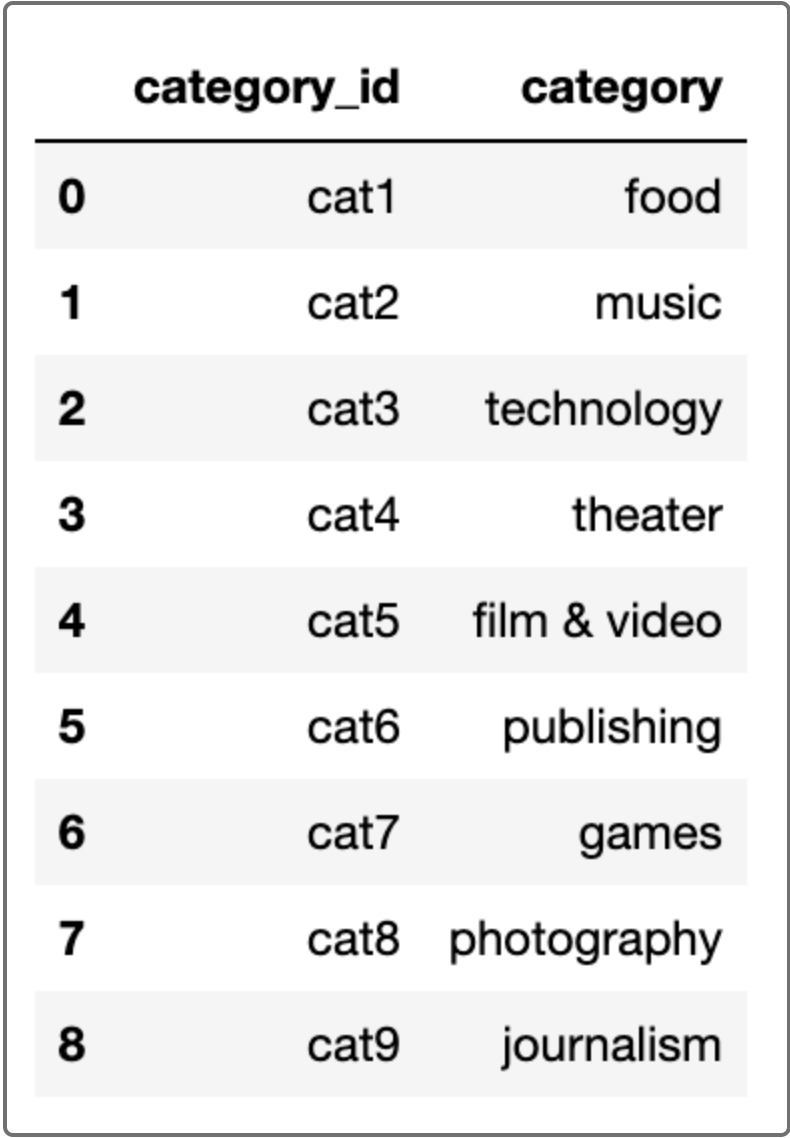 category_id category
0 cat1 food
1 cat2 music
2 cat3 technology
3 cat4 theater
4 cat5 film & video
5 cat6 publishing
6 cat7 games
7 cat8 photography
8 cat9 journalism